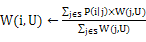 W(i,U) ← ∑j∈S P(i|j)×W(j,U) / ∑j∈S W(j,U)